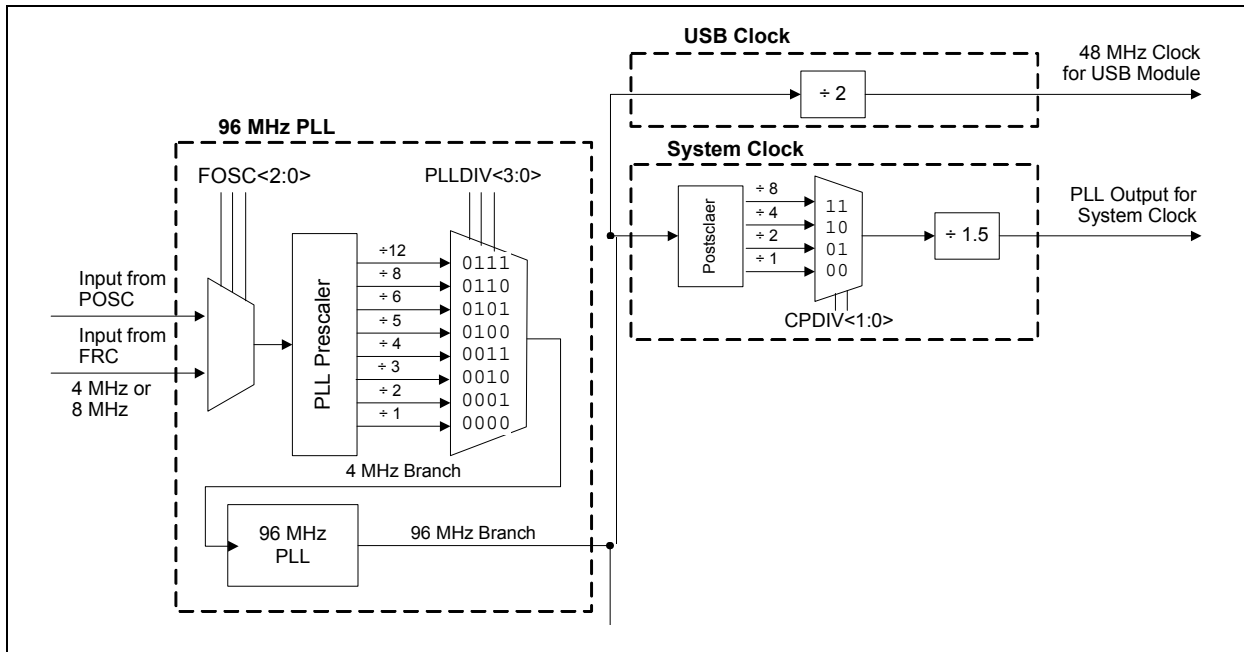 USB Clock
÷ 2
48 MHz Clock
for USB Module
96 MHz PLL
FOSC<2:0>
PLLDIV<3:0>
Input from
POSC
Input from
FRC
4 MHz or
8 MHz
PLL Prescaler
÷12
÷ 8
÷ 6
÷ 5
÷ 4
÷ 3
÷ 2
÷ 1
0111
0110
0101
0100
0011
0010
0001
0000
4 MHz Branch
96 MHz
PLL
96 MHz Branch
System Clock
Postsclaer
÷ 8
÷ 4
÷ 2
÷ 1
11
10
01
00
CPDIV<1:0>
÷ 1.5
PLL Output for
System Clock